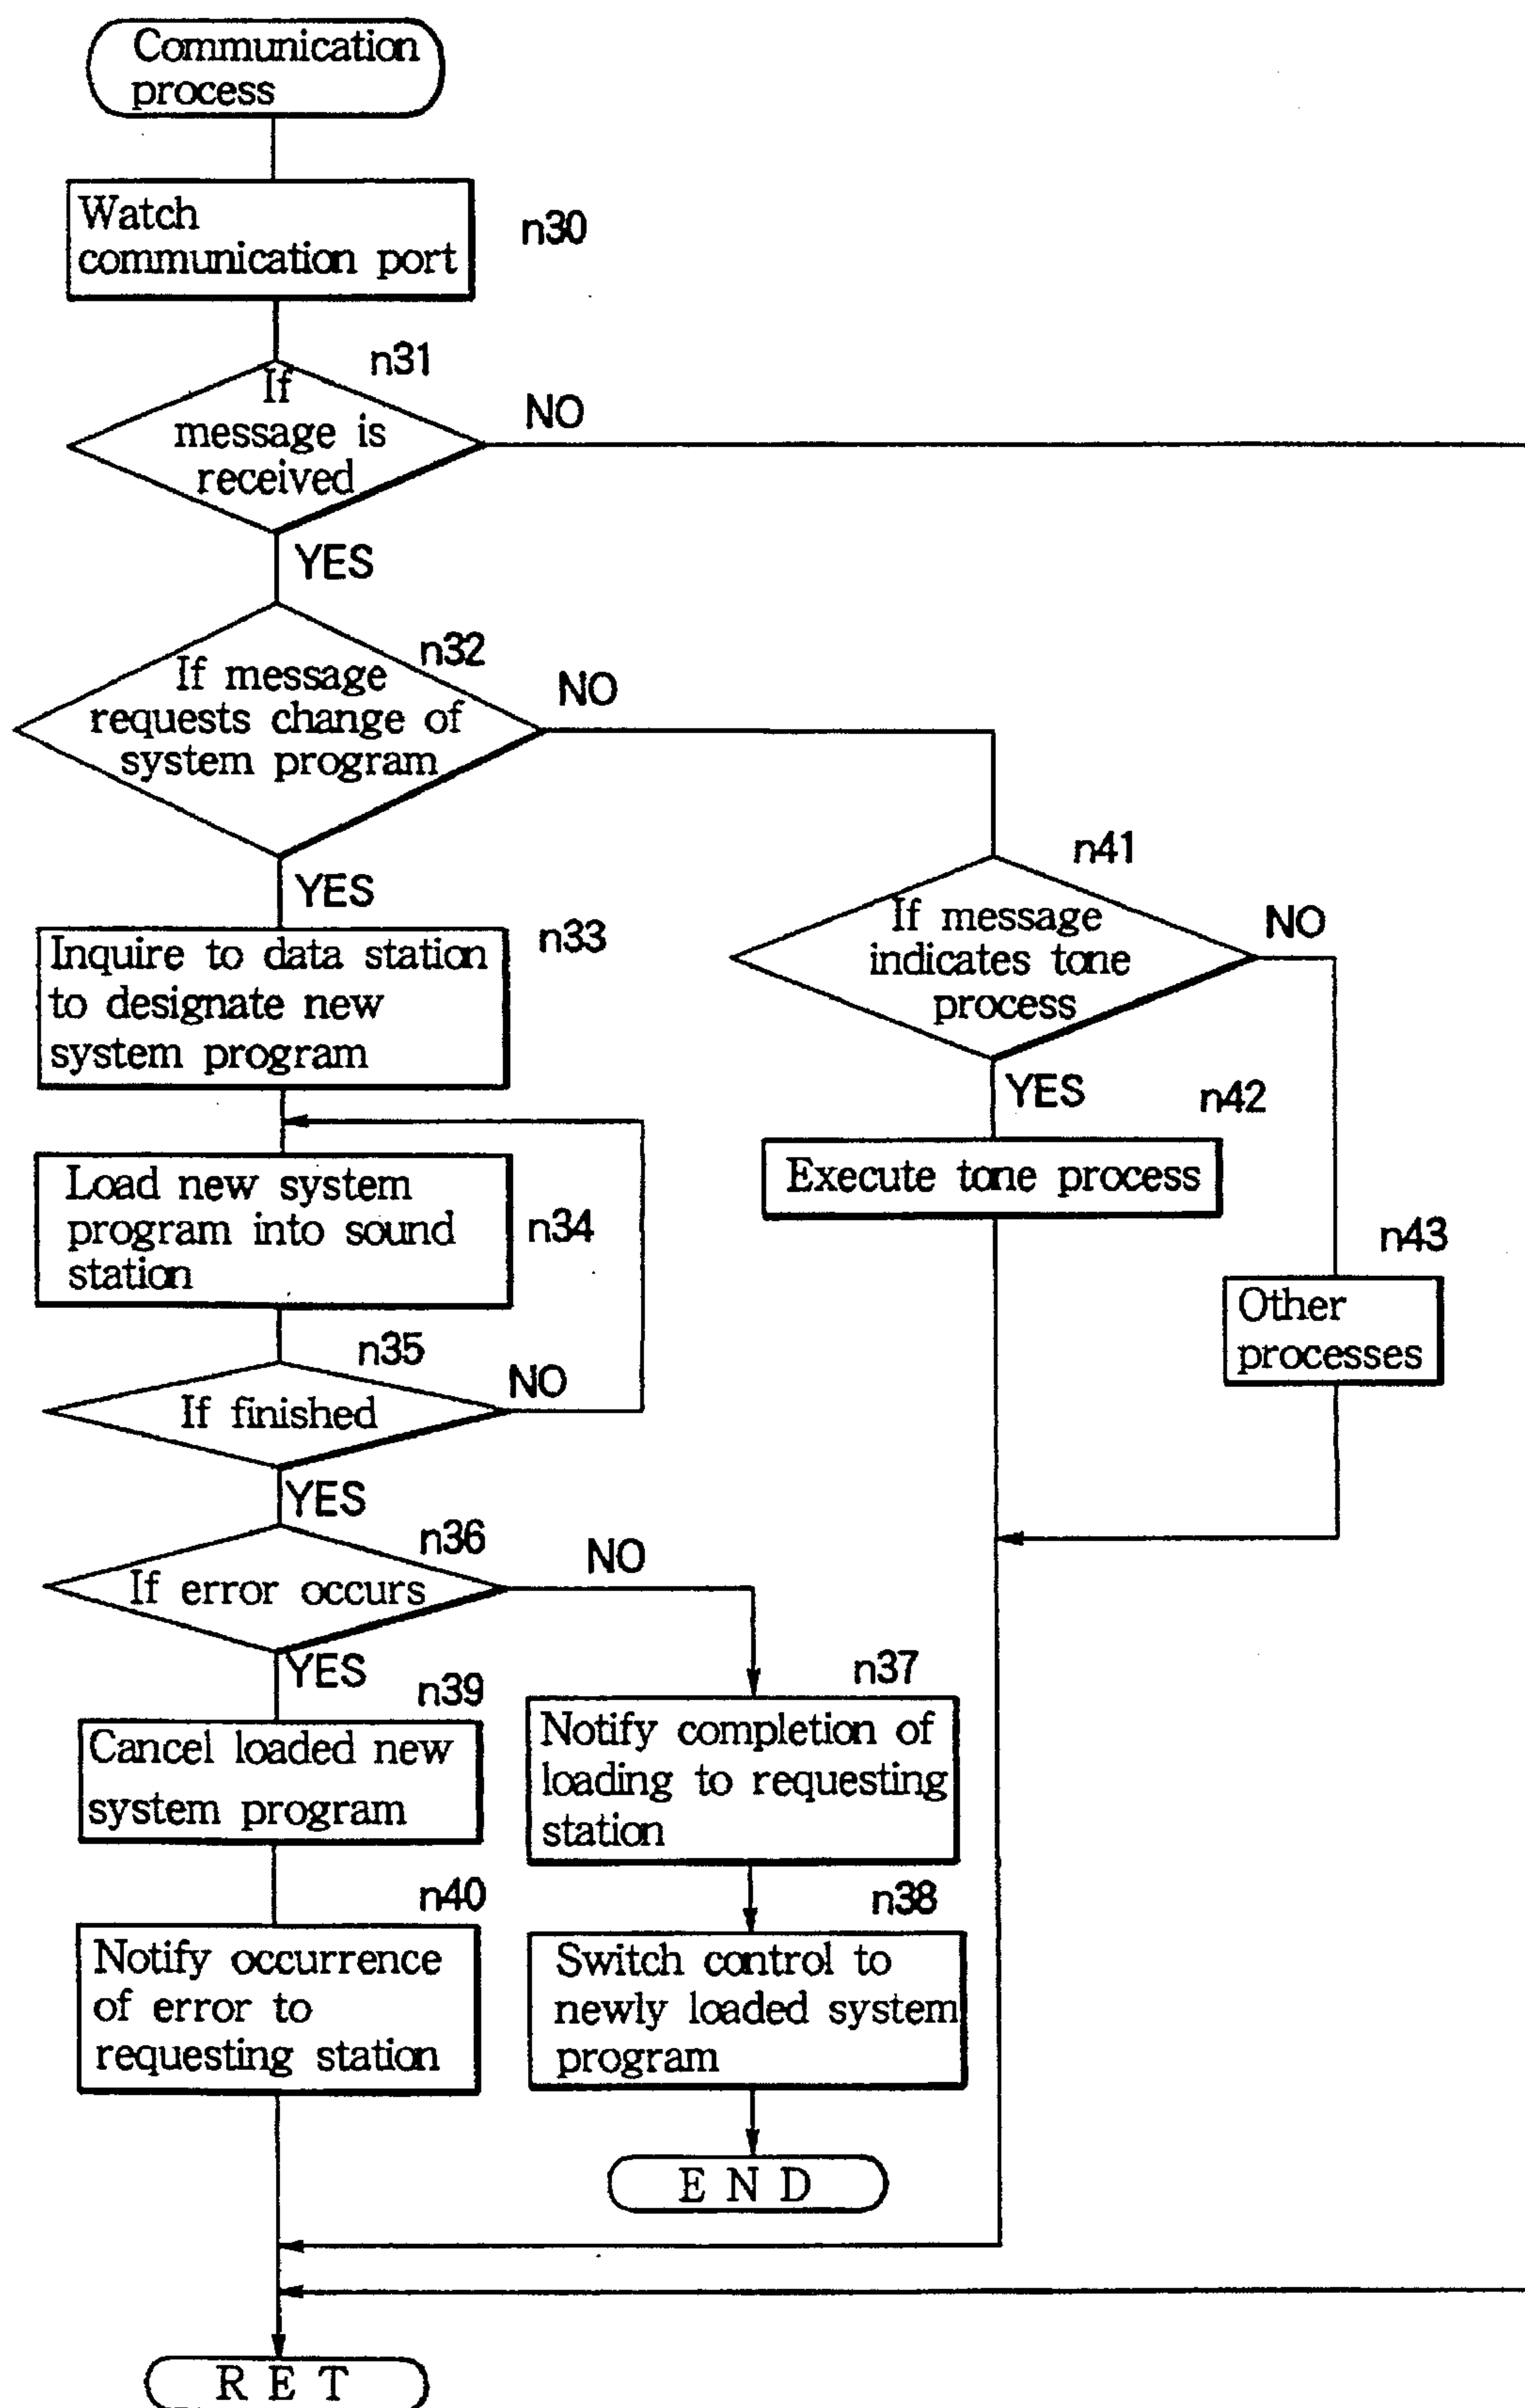 Communication
process
Watch
communication port
n30
n31
If
message is
received
NO
YES
n32
If message
requests change of
system program
NO
YES
n33
Inquire to data station
to designate new
system program
n41
If message
indicates tone
process
NO
YES
n42
Execute tone process
n43
Other
processes
Load new system
program into sound
station
n34
n35
If finished
NO
YES
n36
If error occurs
NO
YES
n39
Cancel loaded new
system program
n37
Notify completion of
loading to requesting
station
n40
Notify occurrence
of error to
requesting station
n38
Switch control to
newly loaded system
program
E N D
R E T